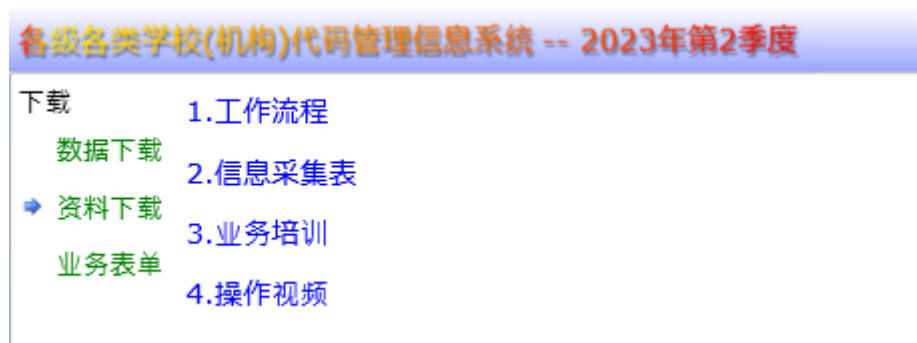 各级各类学校(机构)代码管理信息系统 -- 2023年第2季度
下载
数据下载
资料下载
业务表单
1.工作流程
2.信息采集表
3.业务培训
4.操作视频